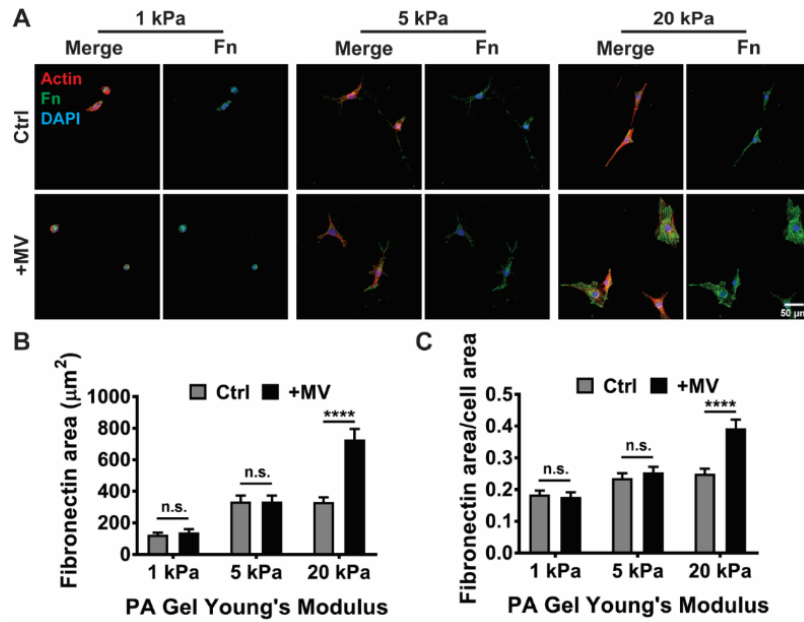 A
1 kPa 5 kPa 20 kPa
Merge Fn Merge Fn Merge Fn
Actin
Fn
DAPI
Ctrl
+MV
50 µm
B
Fibronectin area (µm²)
Ctrl +MV
1000
800
600
400
200
0
n.s. n.s. ****
1 kPa 5 kPa 20 kPa
PA Gel Young's Modulus
C
Fibronectin area/cell area
Ctrl +MV
0.5
0.4
0.3
0.2
0.1
0.0
n.s. n.s. ****
1 kPa 5 kPa 20 kPa
PA Gel Young's Modulus